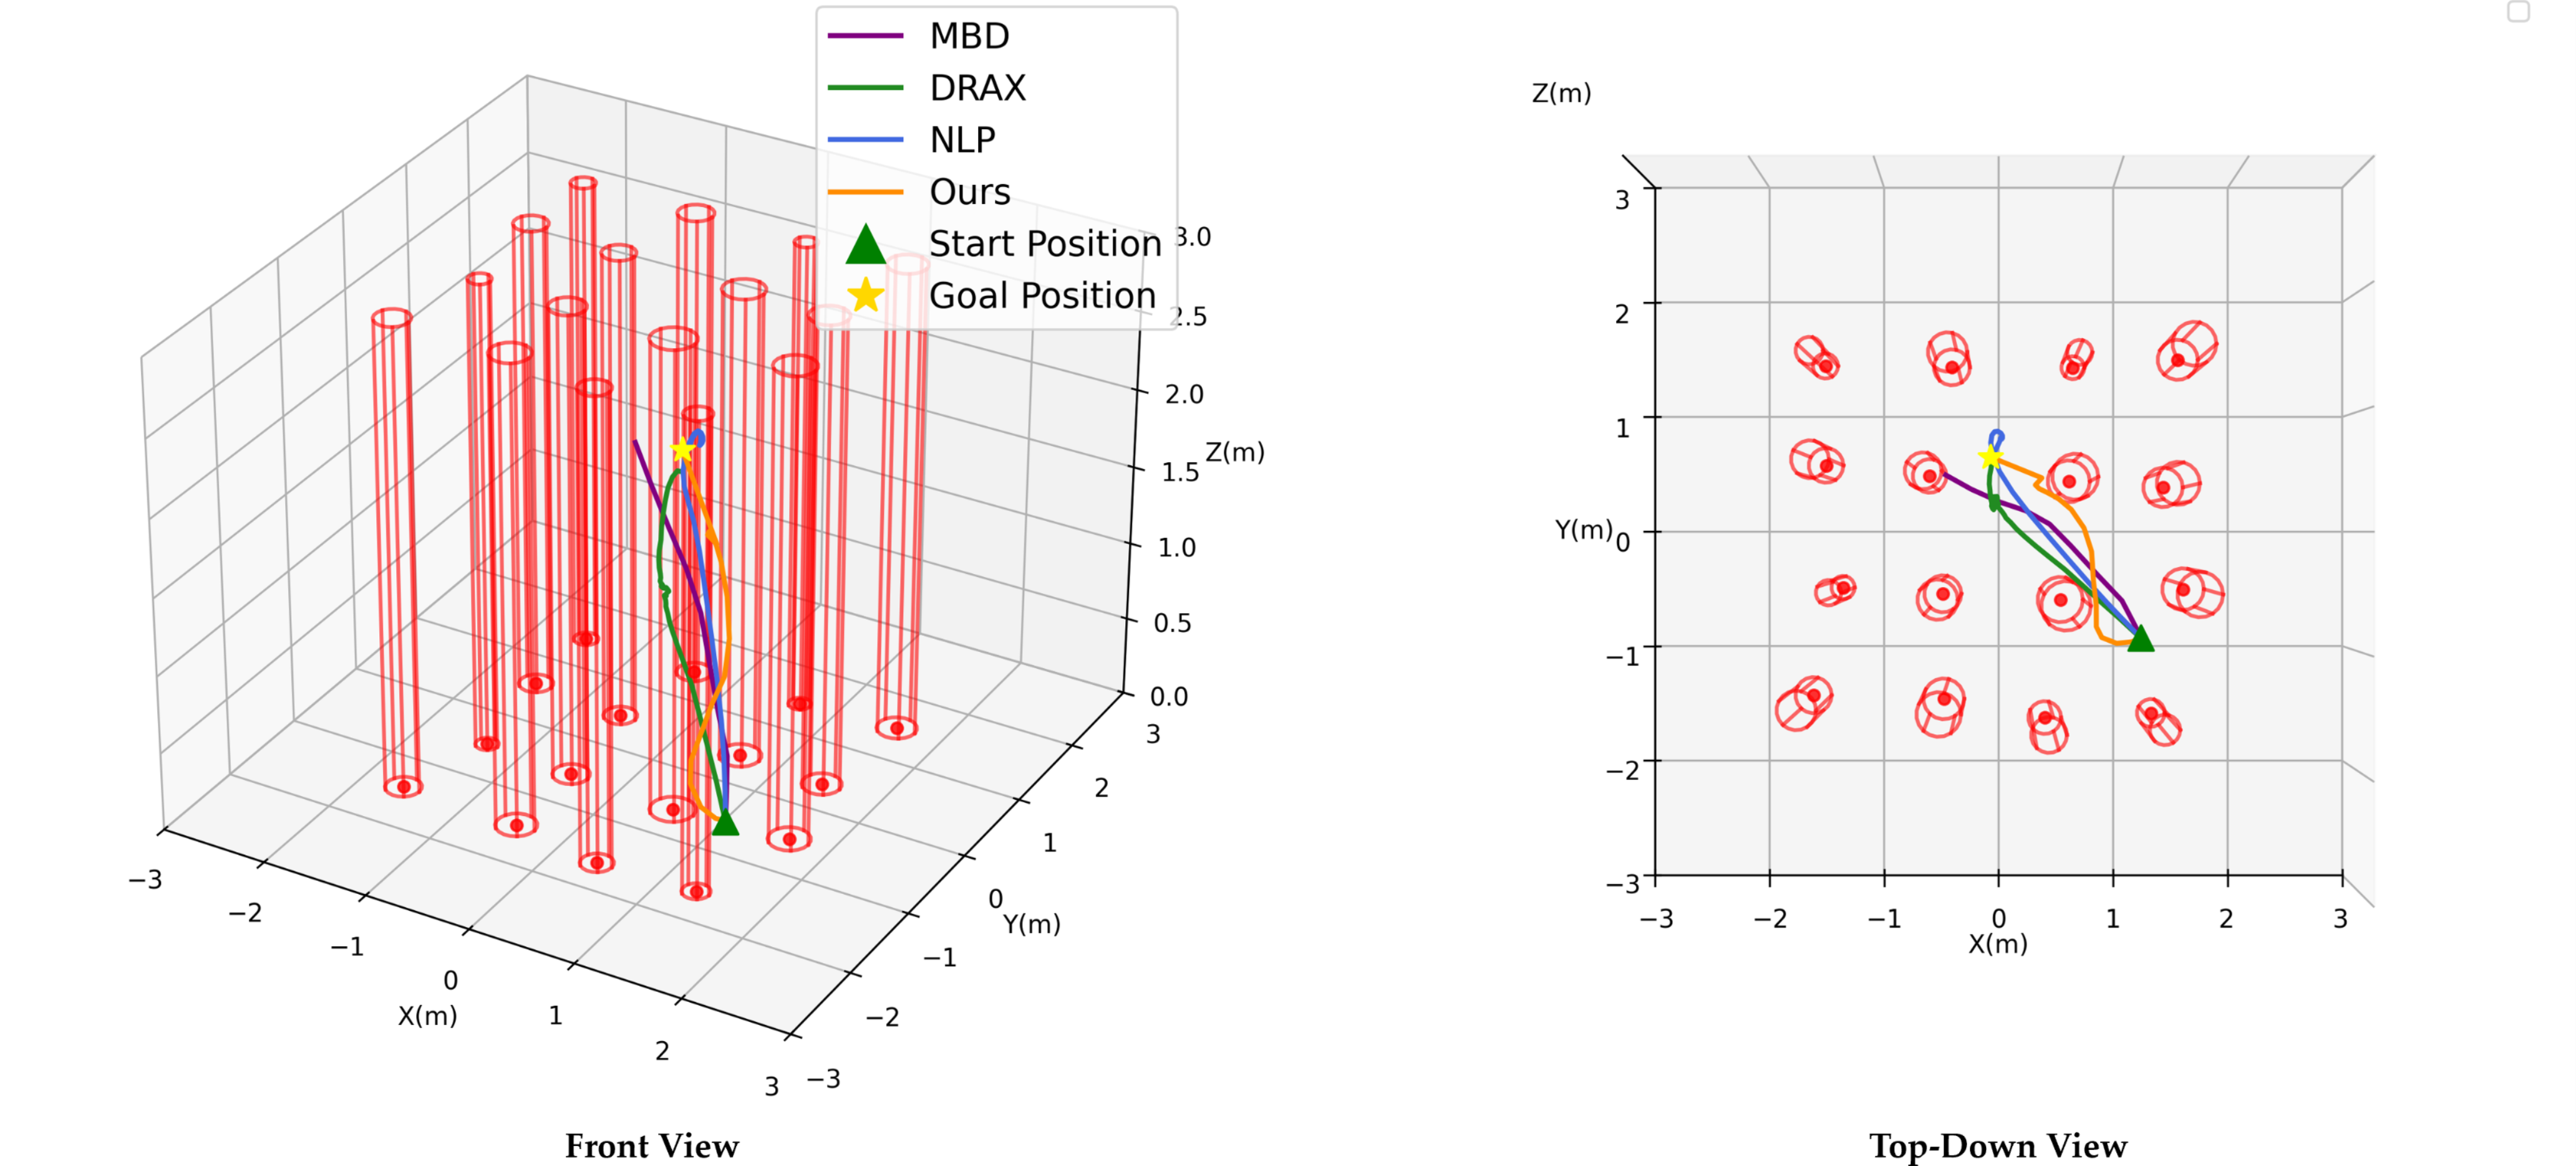 MBD
DRAX
NLP
Ours
Start Position
Goal Position
3.0
2.5
2.0
1.5
1.0
0.5
0.0
Z(m)
3
2
1
0
−1
−2
−3
Y(m)
−3
−2
−1
0
1
2
3
X(m)
Front View
Z(m)
3
2
1
0
−1
−2
−3
Y(m)
−3
−2
−1
0
1
2
3
X(m)
Top-Down View